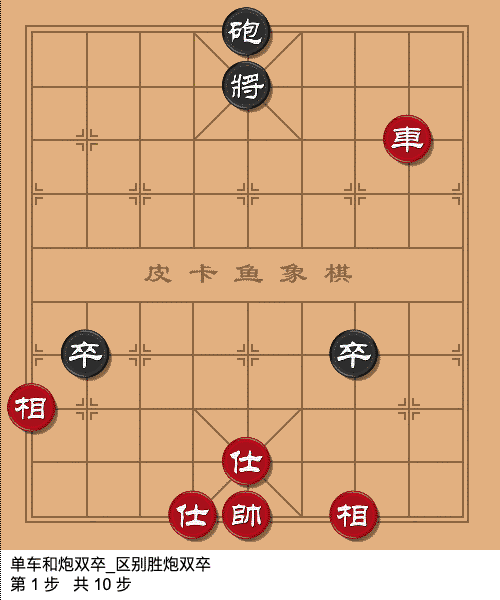 砲
將
車
皮卡鱼象棋
卒 卒
相
仕
仕 帥 相
单车和炮双卒_区别胜炮双卒
第 1 步 共 10 步